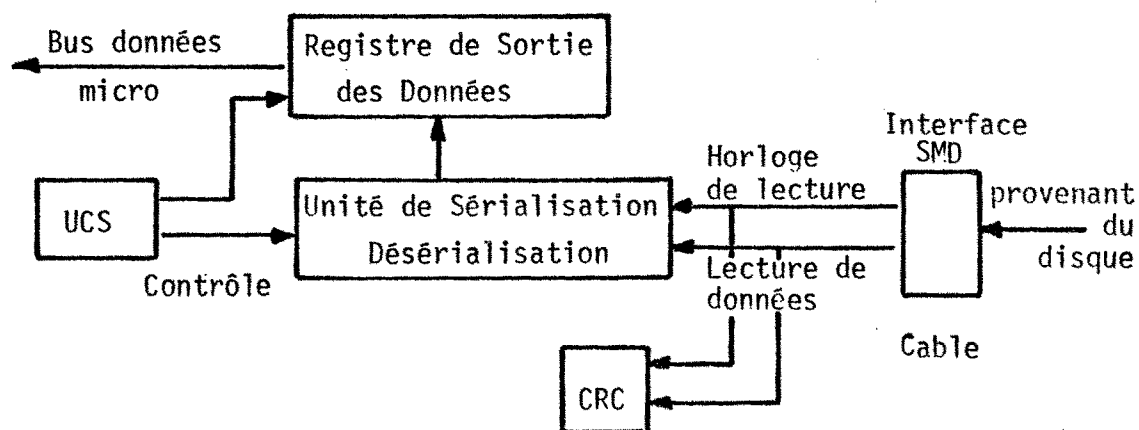 Bus données
micro
Registre de Sortie
des Données
Interface
SMD
Horloge
de lecture
provenant
du
disque
UCS
Unité de Sérialisation
Désérialisation
Contrôle
Lecture de
données
Cable
CRC